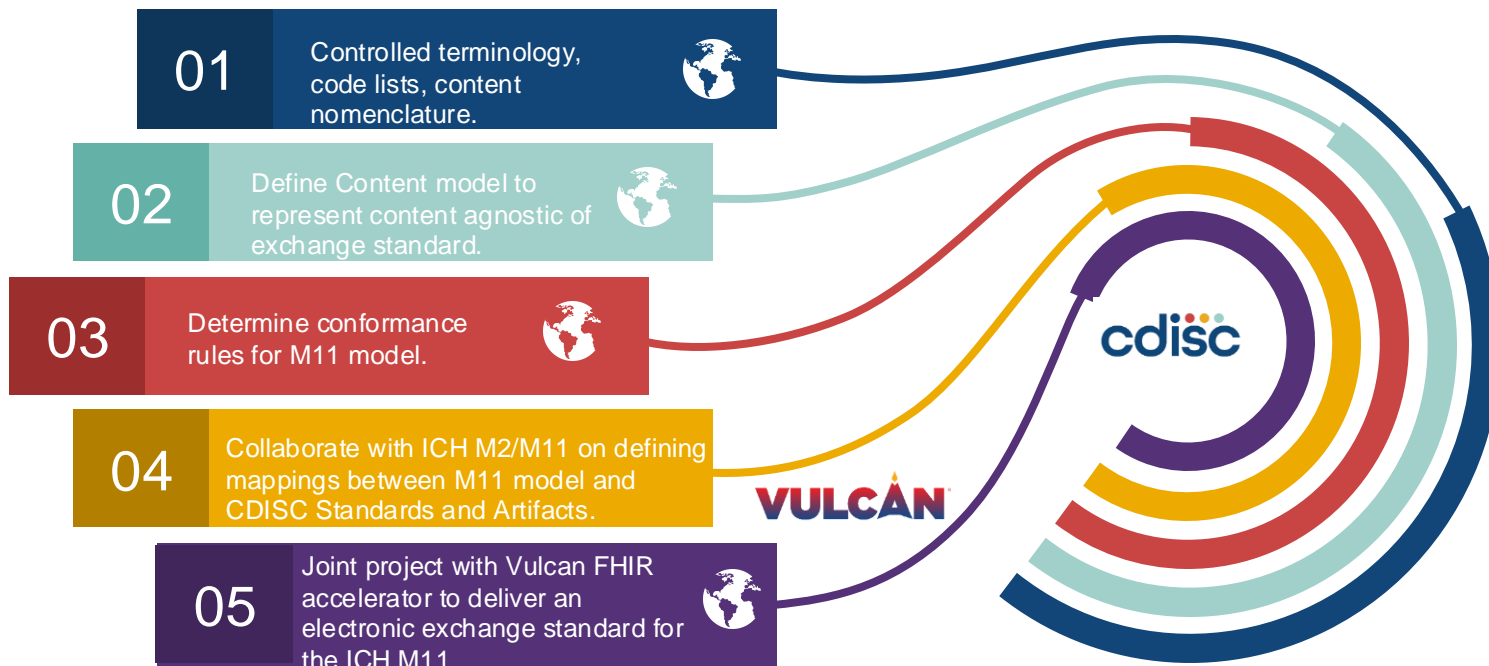 01
Controlled terminology,
code lists, content
nomenclature.
02
Define Content model to
represent content agnostic of
exchange standard.
03
Determine conformance
rules for M11 model.
04
Collaborate with ICH M2/M11 on defining
mappings between M11 model and
CDISC Standards and Artifacts.
05
Joint project with Vulcan FHIR
accelerator to deliver an
electronic exchange standard for
the ICH M11
VULCAN
cdisc